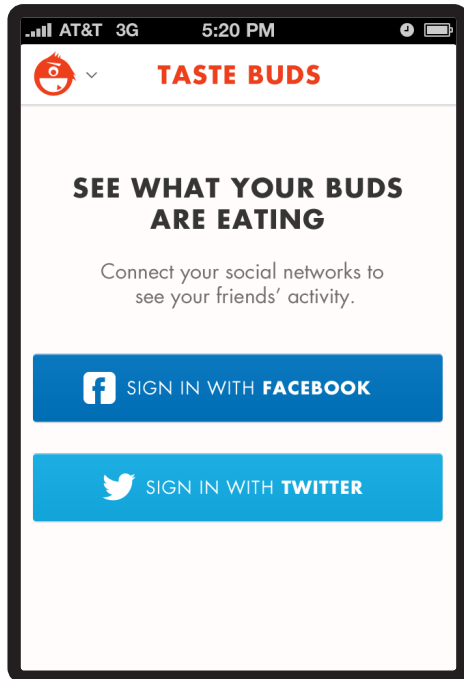 AT&T 3G 5:20 PM
TASTE BUDS
SEE WHAT YOUR BUDS
ARE EATING
Connect your social networks to
see your friends’ activity.
SIGN IN WITH FACEBOOK
SIGN IN WITH TWITTER